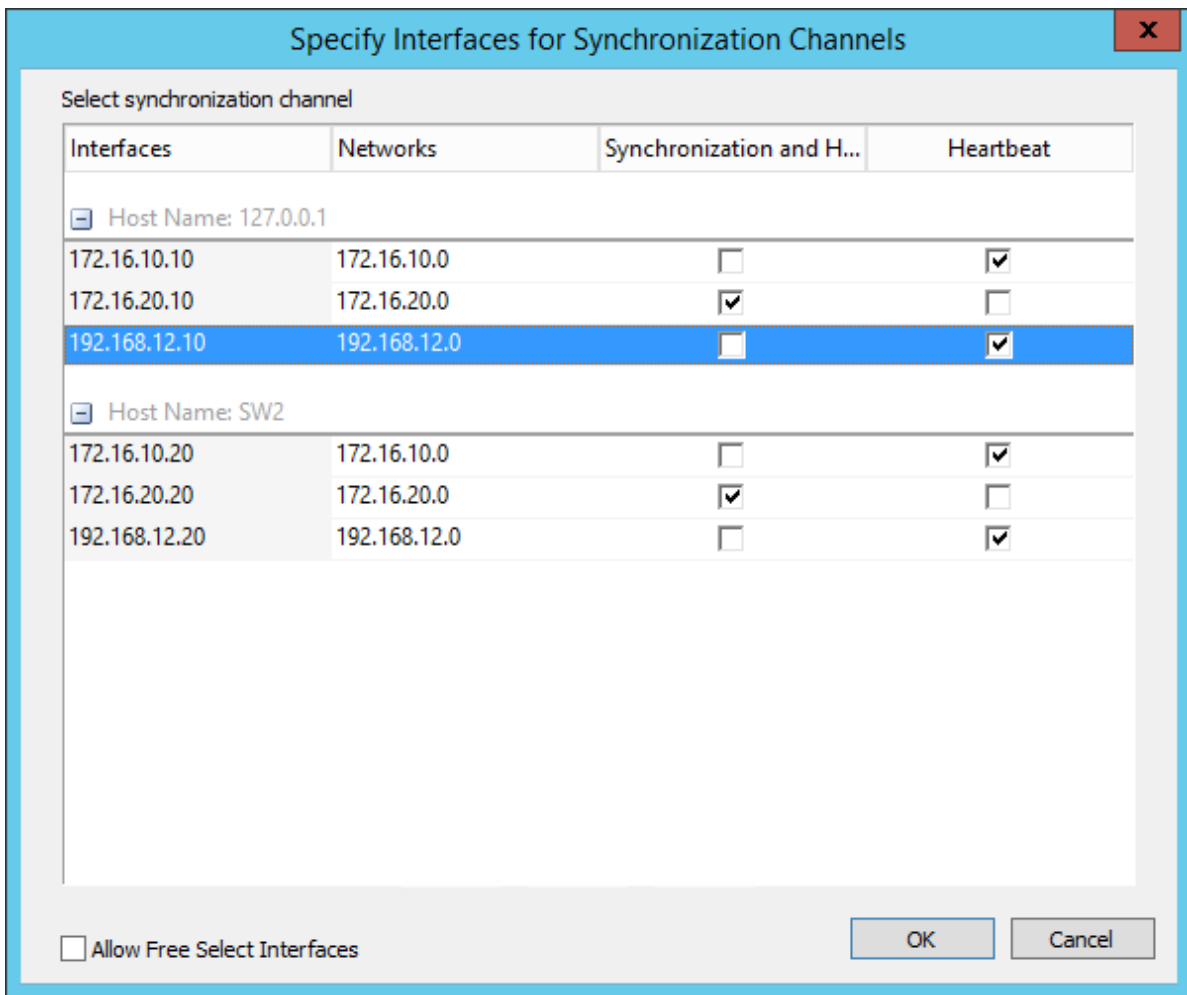 Specify Interfaces for Synchronization Channels
x
Select synchronization channel
Interfaces Networks Synchronization and H... Heartbeat
Host Name: 127.0.0.1
172.16.10.10 172.16.10.0
172.16.20.10 172.16.20.0
192.168.12.10 192.168.12.0
Host Name: SW2
172.16.10.20 172.16.10.0
172.16.20.20 172.16.20.0
192.168.12.20 192.168.12.0
Allow Free Select Interfaces OK Cancel